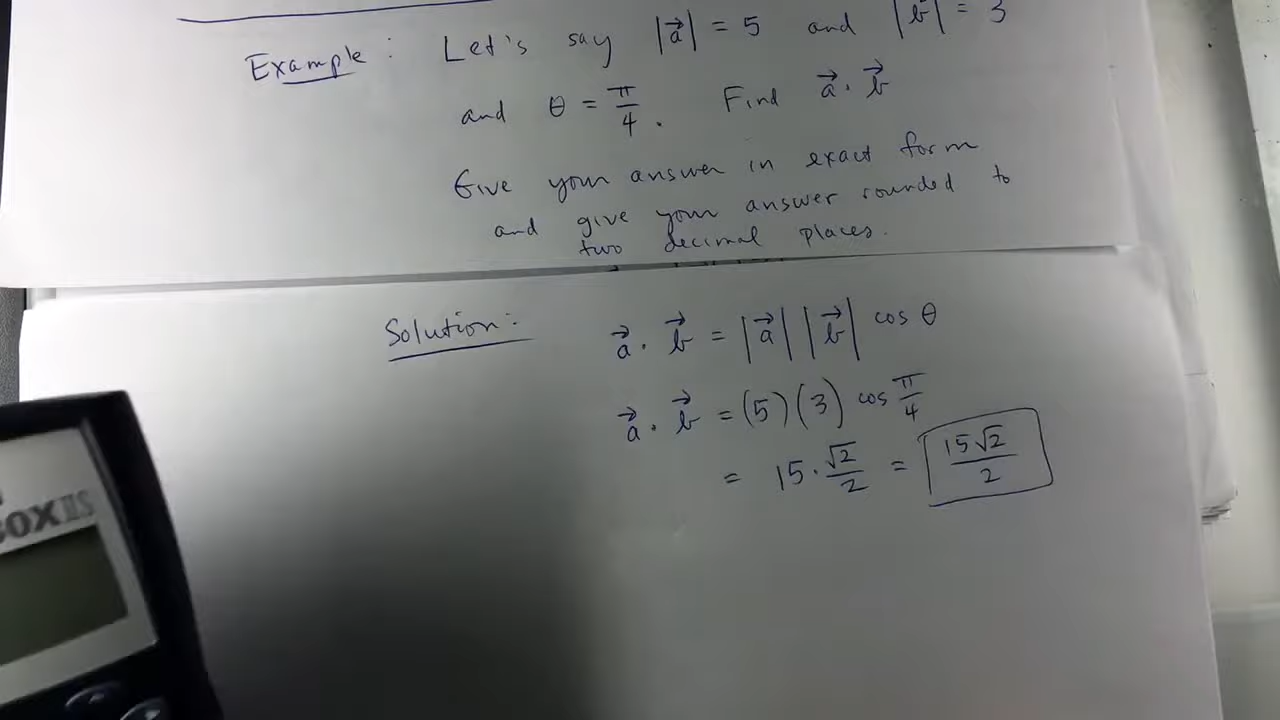 Example: Let's say |a⃗| = 5 and |b⃗| = 3
and θ = π/4. Find a⃗ · b⃗
Give your answer in exact form
and give your answer rounded to
two decimal places.
Solution: a⃗ · b⃗ = |a⃗| |b⃗| cos θ
a⃗ · b⃗ = (5)(3) cos π/4
= 15 · √2/2 = 15√2/2
IIS